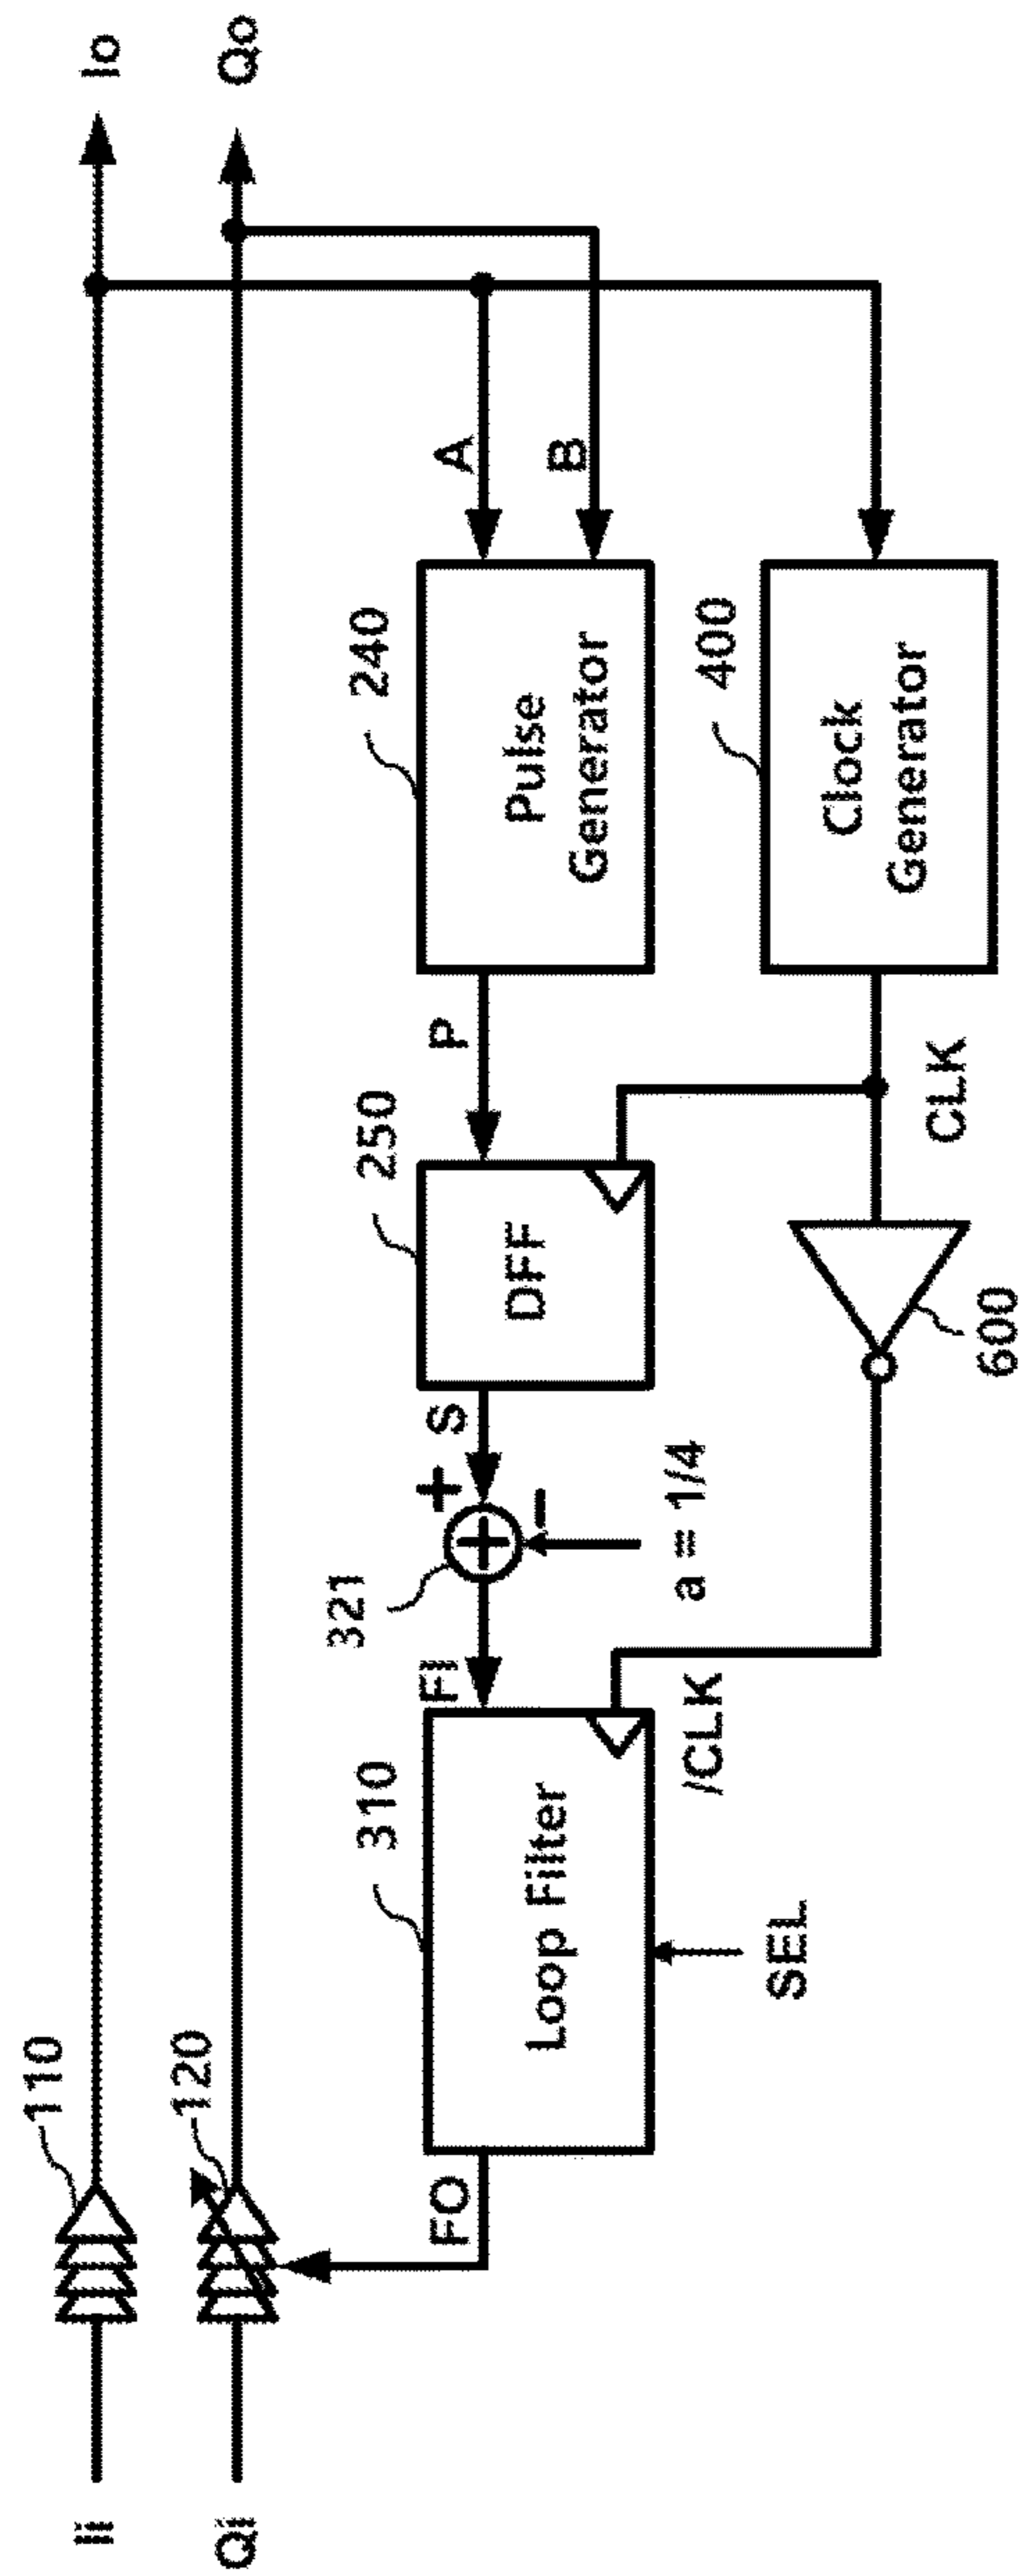 Ii
110
Io
Qi
120
Qo
FO
310
Loop Filter
SEL
/CLK
FI
321
+
-
a = 1/4
S
250
DFF
P
240
Pulse
Generator
A
B
600
CLK
400
Clock
Generator